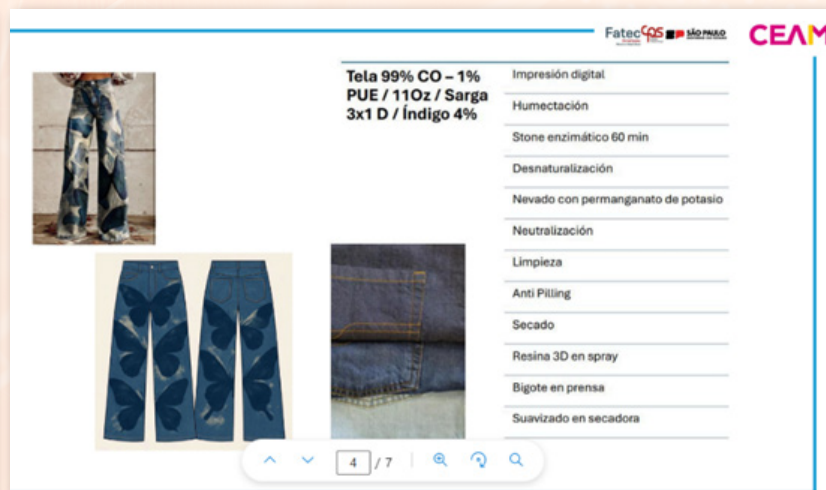 Fatec
CPS
SÃO PAULO
CEAM
Tela 99% CO – 1%
PUE / 11Oz / Sarga
3x1 D / Índigo 4%
Impresión digital
Humectación
Stone enzimático 60 min
Desnaturalización
Nevado con permanganato de potasio
Neutralización
Limpieza
Anti Pilling
Secado
Resina 3D en spray
Bigote en prensa
Suavizado en secadora
4 / 7